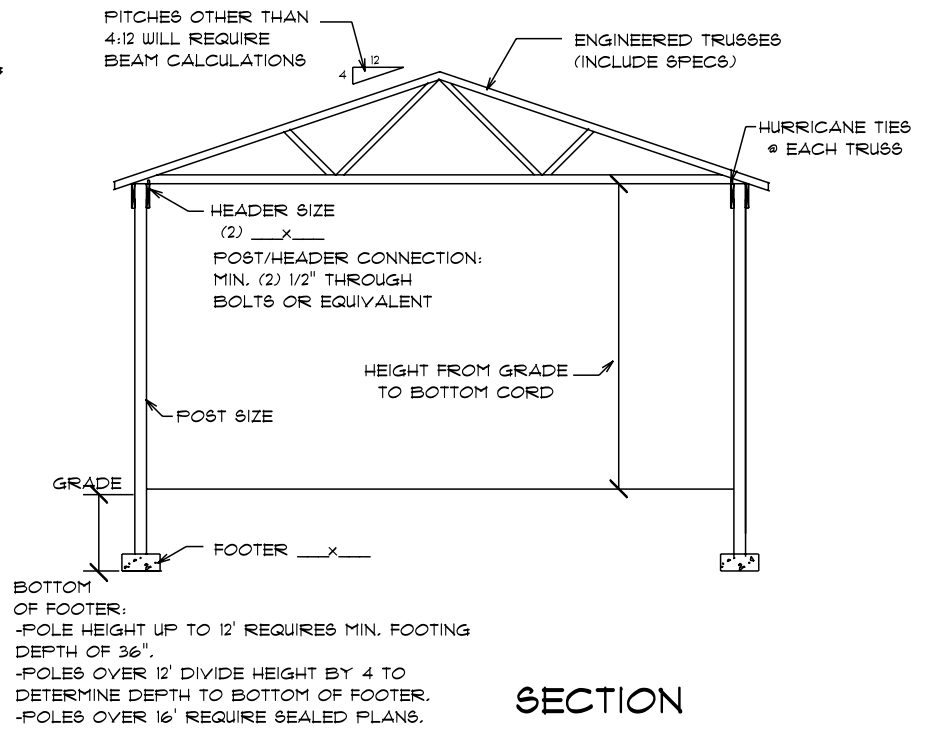 PITCHES OTHER THAN
4:12 WILL REQUIRE
BEAM CALCULATIONS
12
4
ENGINEERED TRUSSES
(INCLUDE SPECS)
HURRICANE TIES
@ EACH TRUSS
HEADER SIZE
(2) ___x___
POST/HEADER CONNECTION:
MIN. (2) 1/2" THROUGH
BOLTS OR EQUIVALENT
HEIGHT FROM GRADE
TO BOTTOM CORD
POST SIZE
GRADE
FOOTER ___x___
BOTTOM
OF FOOTER:
-POLE HEIGHT UP TO 12' REQUIRES MIN. FOOTING
DEPTH OF 36".
-POLES OVER 12' DIVIDE HEIGHT BY 4 TO
DETERMINE DEPTH TO BOTTOM OF FOOTER.
-POLES OVER 16' REQUIRE SEALED PLANS.
SECTION